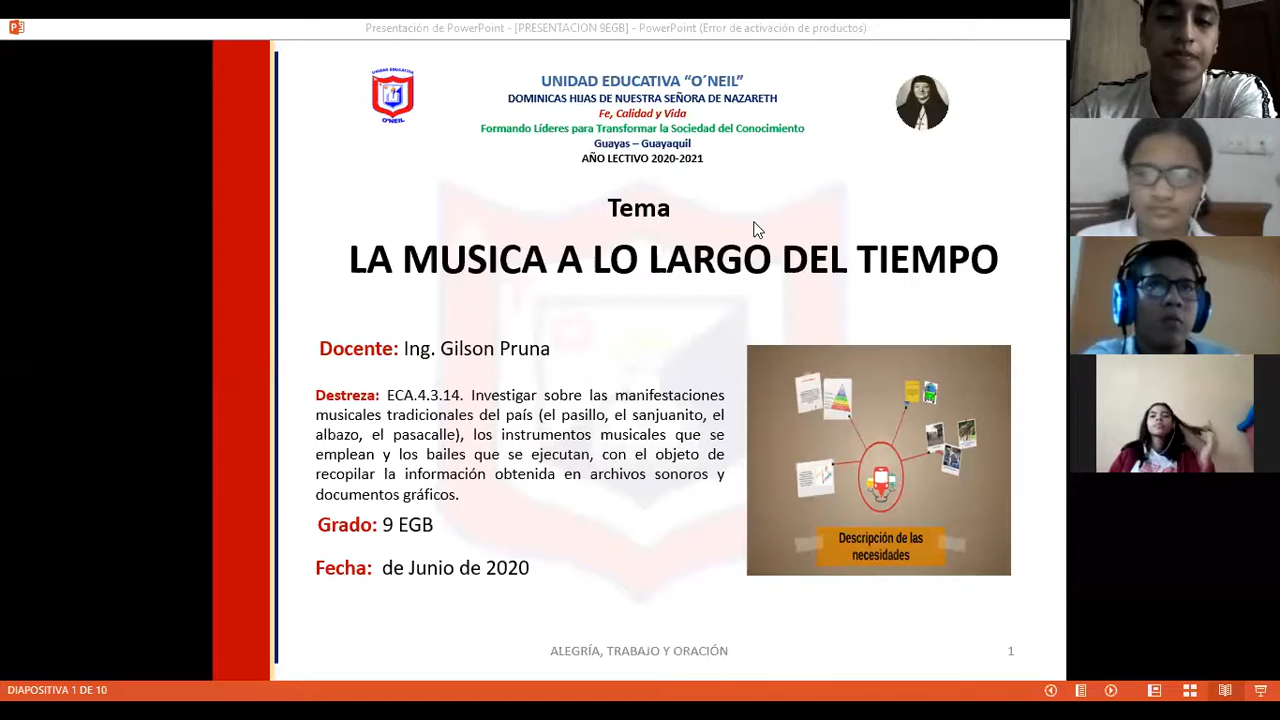 Presentación de PowerPoint - [PRESENTACION 9EGB] - PowerPoint (Error de activación de productos)
UNIDAD EDUCATIVA
O´NEIL
UNIDAD EDUCATIVA “O´NEIL”
DOMINICAS HIJAS DE NUESTRA SEÑORA DE NAZARETH
Fe, Calidad y Vida
Formando Líderes para Transformar la Sociedad del Conocimiento
Guayas – Guayaquil
AÑO LECTIVO 2020-2021
Tema
LA MUSICA A LO LARGO DEL TIEMPO
Docente: Ing. Gilson Pruna
Destreza: ECA.4.3.14. Investigar sobre las manifestaciones
musicales tradicionales del país (el pasillo, el sanjuanito, el
albazo, el pasacalle), los instrumentos musicales que se
emplean y los bailes que se ejecutan, con el objeto de
recopilar la información obtenida en archivos sonoros y
documentos gráficos.
Grado: 9 EGB
Fecha: de Junio de 2020
Descripción de las
necesidades
ALEGRÍA, TRABAJO Y ORACIÓN
1
DIAPOSITIVA 1 DE 10